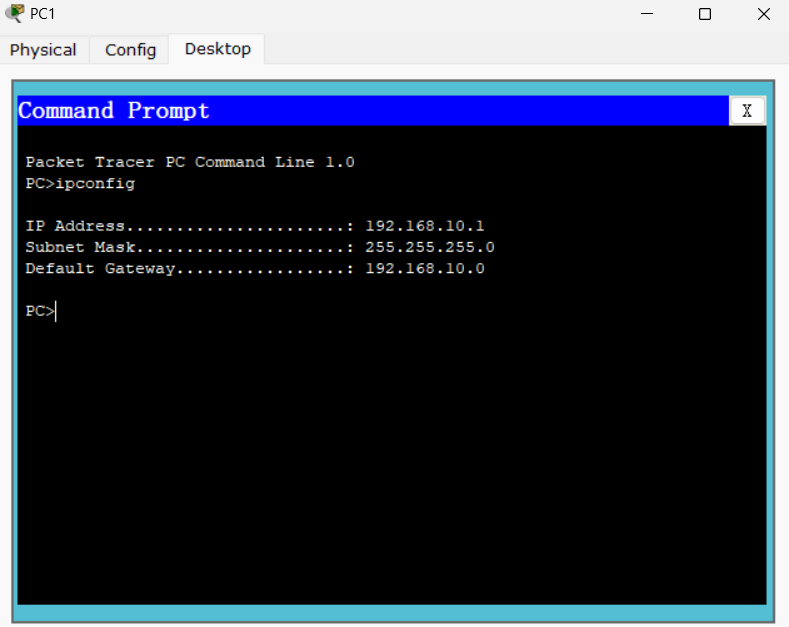 PC1
Physical Config Desktop
Command Prompt X
Packet Tracer PC Command Line 1.0
PC>ipconfig
IP Address......................: 192.168.10.1
Subnet Mask.....................: 255.255.255.0
Default Gateway.................: 192.168.10.0
PC>